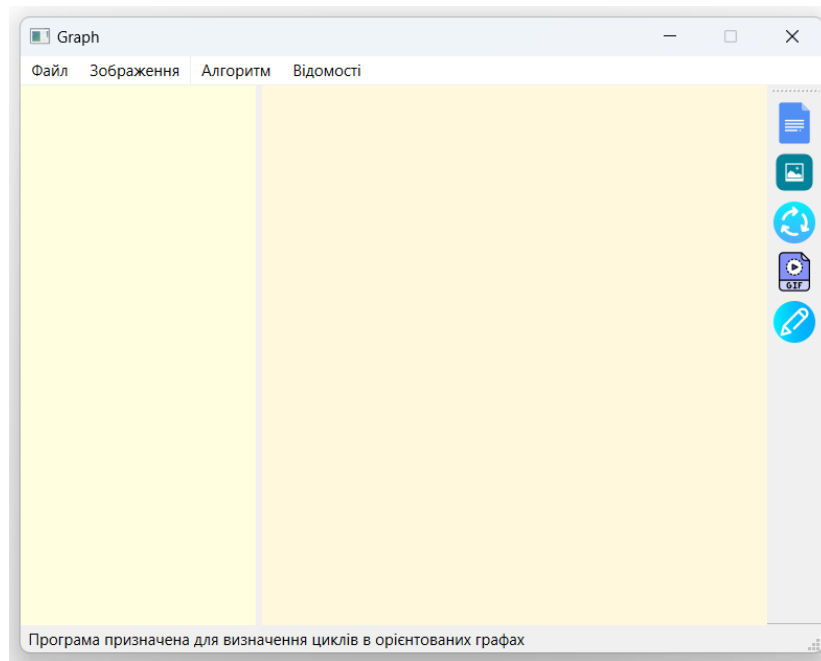 Graph
Файл Зображення Алгоритм Відомості
GIF
Програма призначена для визначення циклів в орієнтованих графах